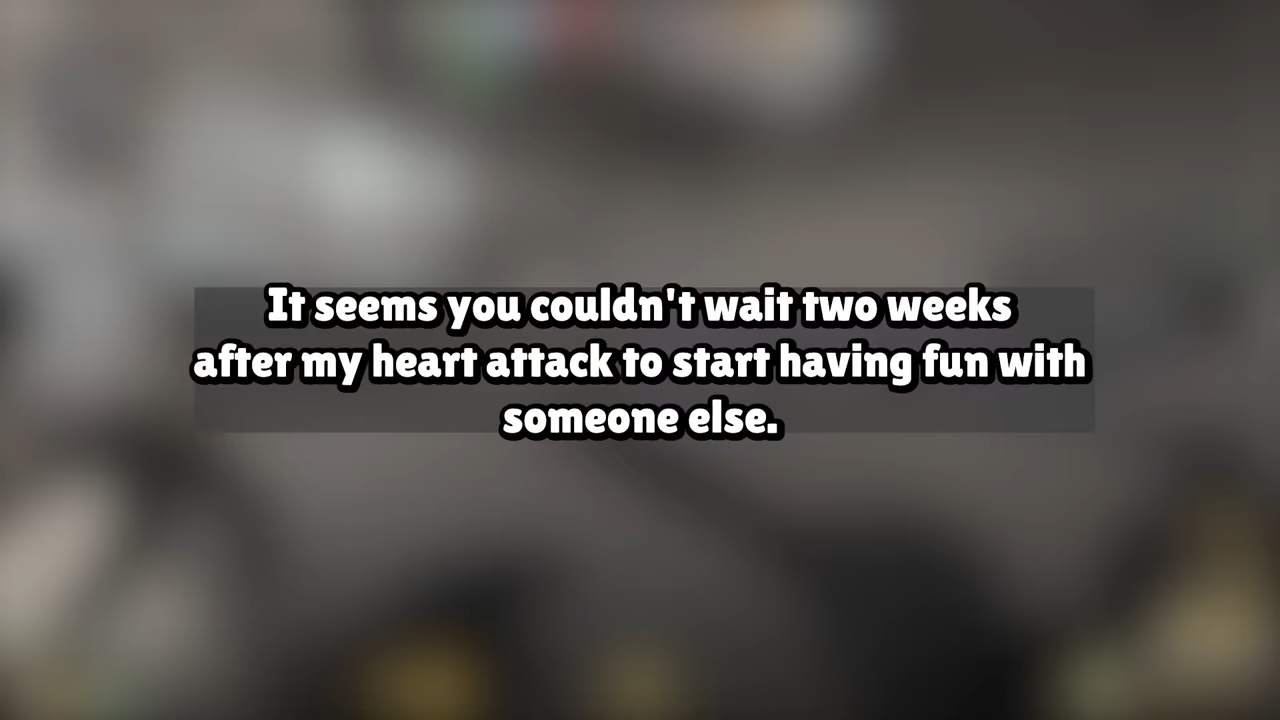 It seems you couldn't wait two weeks
after my heart attack to start having fun with
someone else.